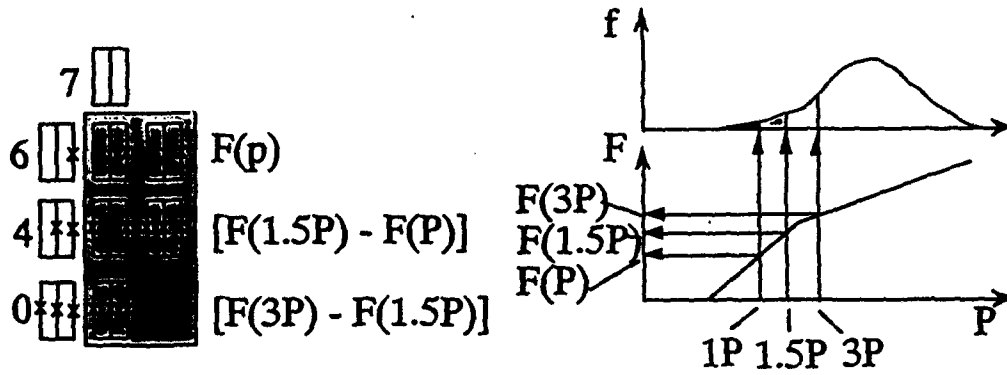 7
6 F(p)
4 [F(1.5P) - F(P)]
0 [F(3P) - F(1.5P)]
f
F
F(3P)
F(1.5P)
F(P)
P
1P 1.5P 3P